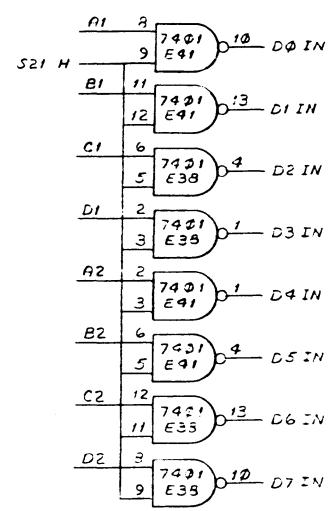 A1 8
7401
10 D0 IN
S21 H 9
E41
B1 11
7401
13 D1 IN
12
E41
C1 6
7401
4 D2 IN
5
E38
D1 2
7401
1 D3 IN
3
E38
A2 2
7401
1 D4 IN
3
E41
B2 6
7401
4 D5 IN
5
E41
C2 12
7401
13 D6 IN
11
E38
D2 8
7401
10 D7 IN
9
E38